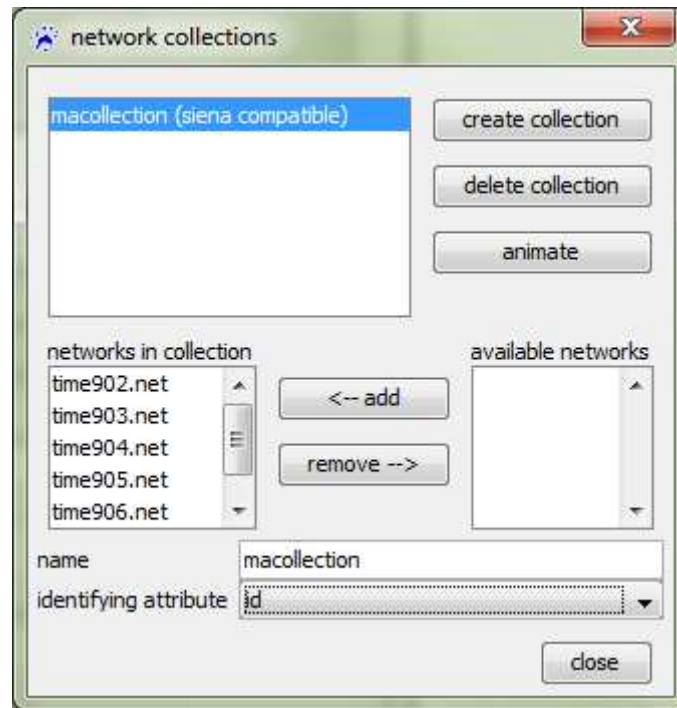 network collections
macollection (siena compatible)
create collection
delete collection
animate
networks in collection
available networks
time902.net
time903.net
time904.net
time905.net
time906.net
<-- add
remove -->
name
macollection
identifying attribute
id
close